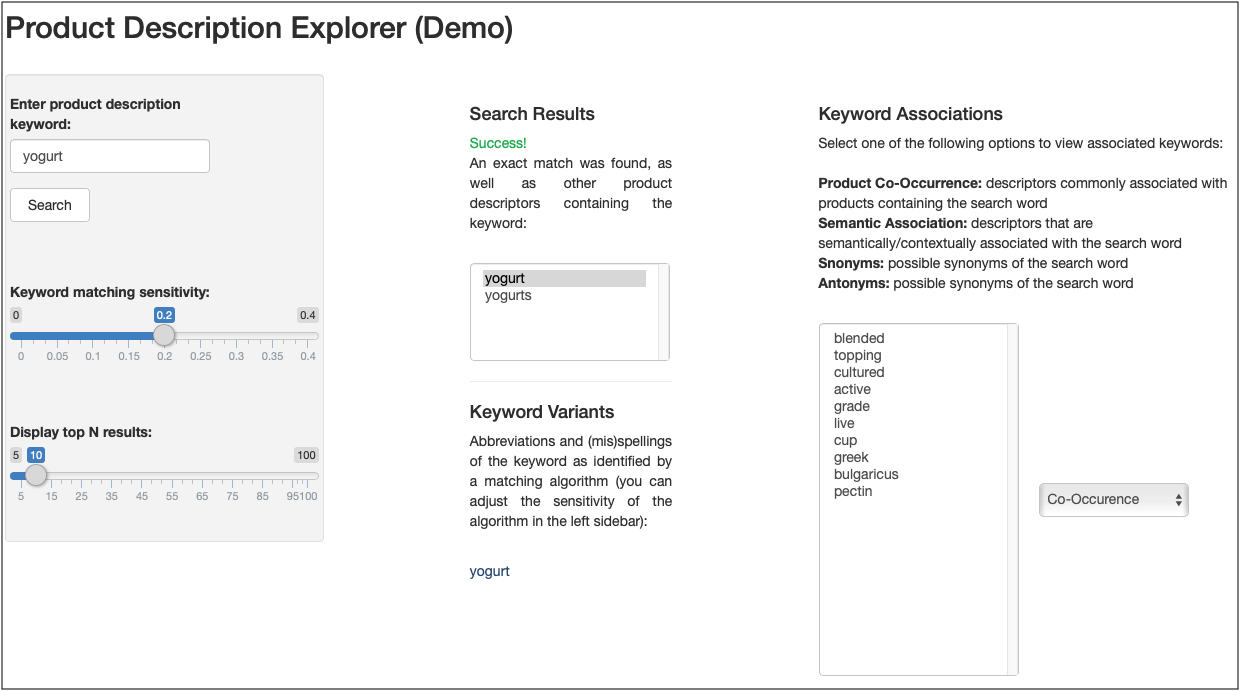 Product Description Explorer (Demo)
Enter product description
keyword:
yogurt
Search
Keyword matching sensitivity:
0 0.2 0.4
0 0.05 0.1 0.15 0.2 0.25 0.3 0.35 0.4
Display top N results:
5 10 100
5 15 25 35 45 55 65 75 85 95 100
Search Results
Success!
An exact match was found, as
well as other product
descriptors containing the
keyword:
yogurt
yogurts
Keyword Variants
Abbreviations and (mis)spellings
of the keyword as identified by
a matching algorithm (you can
adjust the sensitivity of the
algorithm in the left sidebar):
yogurt
Keyword Associations
Select one of the following options to view associated keywords:
Product Co-Occurrence: descriptors commonly associated with
products containing the search word
Semantic Association: descriptors that are
semantically/contextually associated with the search word
Snonyms: possible synonyms of the search word
Antonyms: possible synonyms of the search word
blended
topping
cultured
active
grade
live
cup
greek
bulgaricus
pectin
Co-Occurence